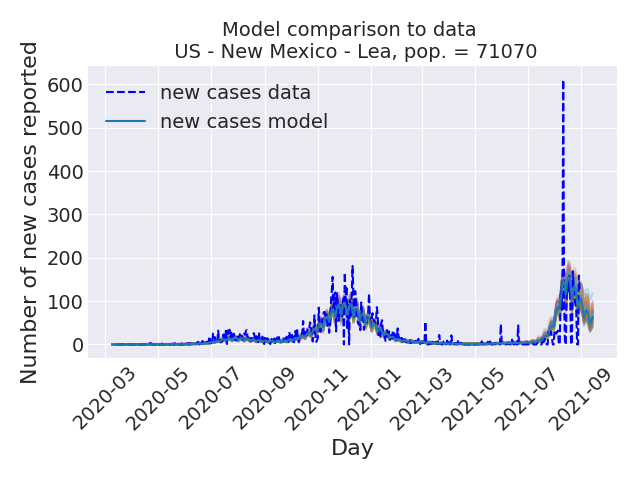 Model comparison to data
US - New Mexico - Lea, pop. = 71070
Number of new cases reported
600
500
400
300
200
100
0
new cases data
new cases model
2020-03
2020-05
2020-07
2020-09
2020-11
2021-01
2021-03
2021-05
2021-07
2021-09
Day